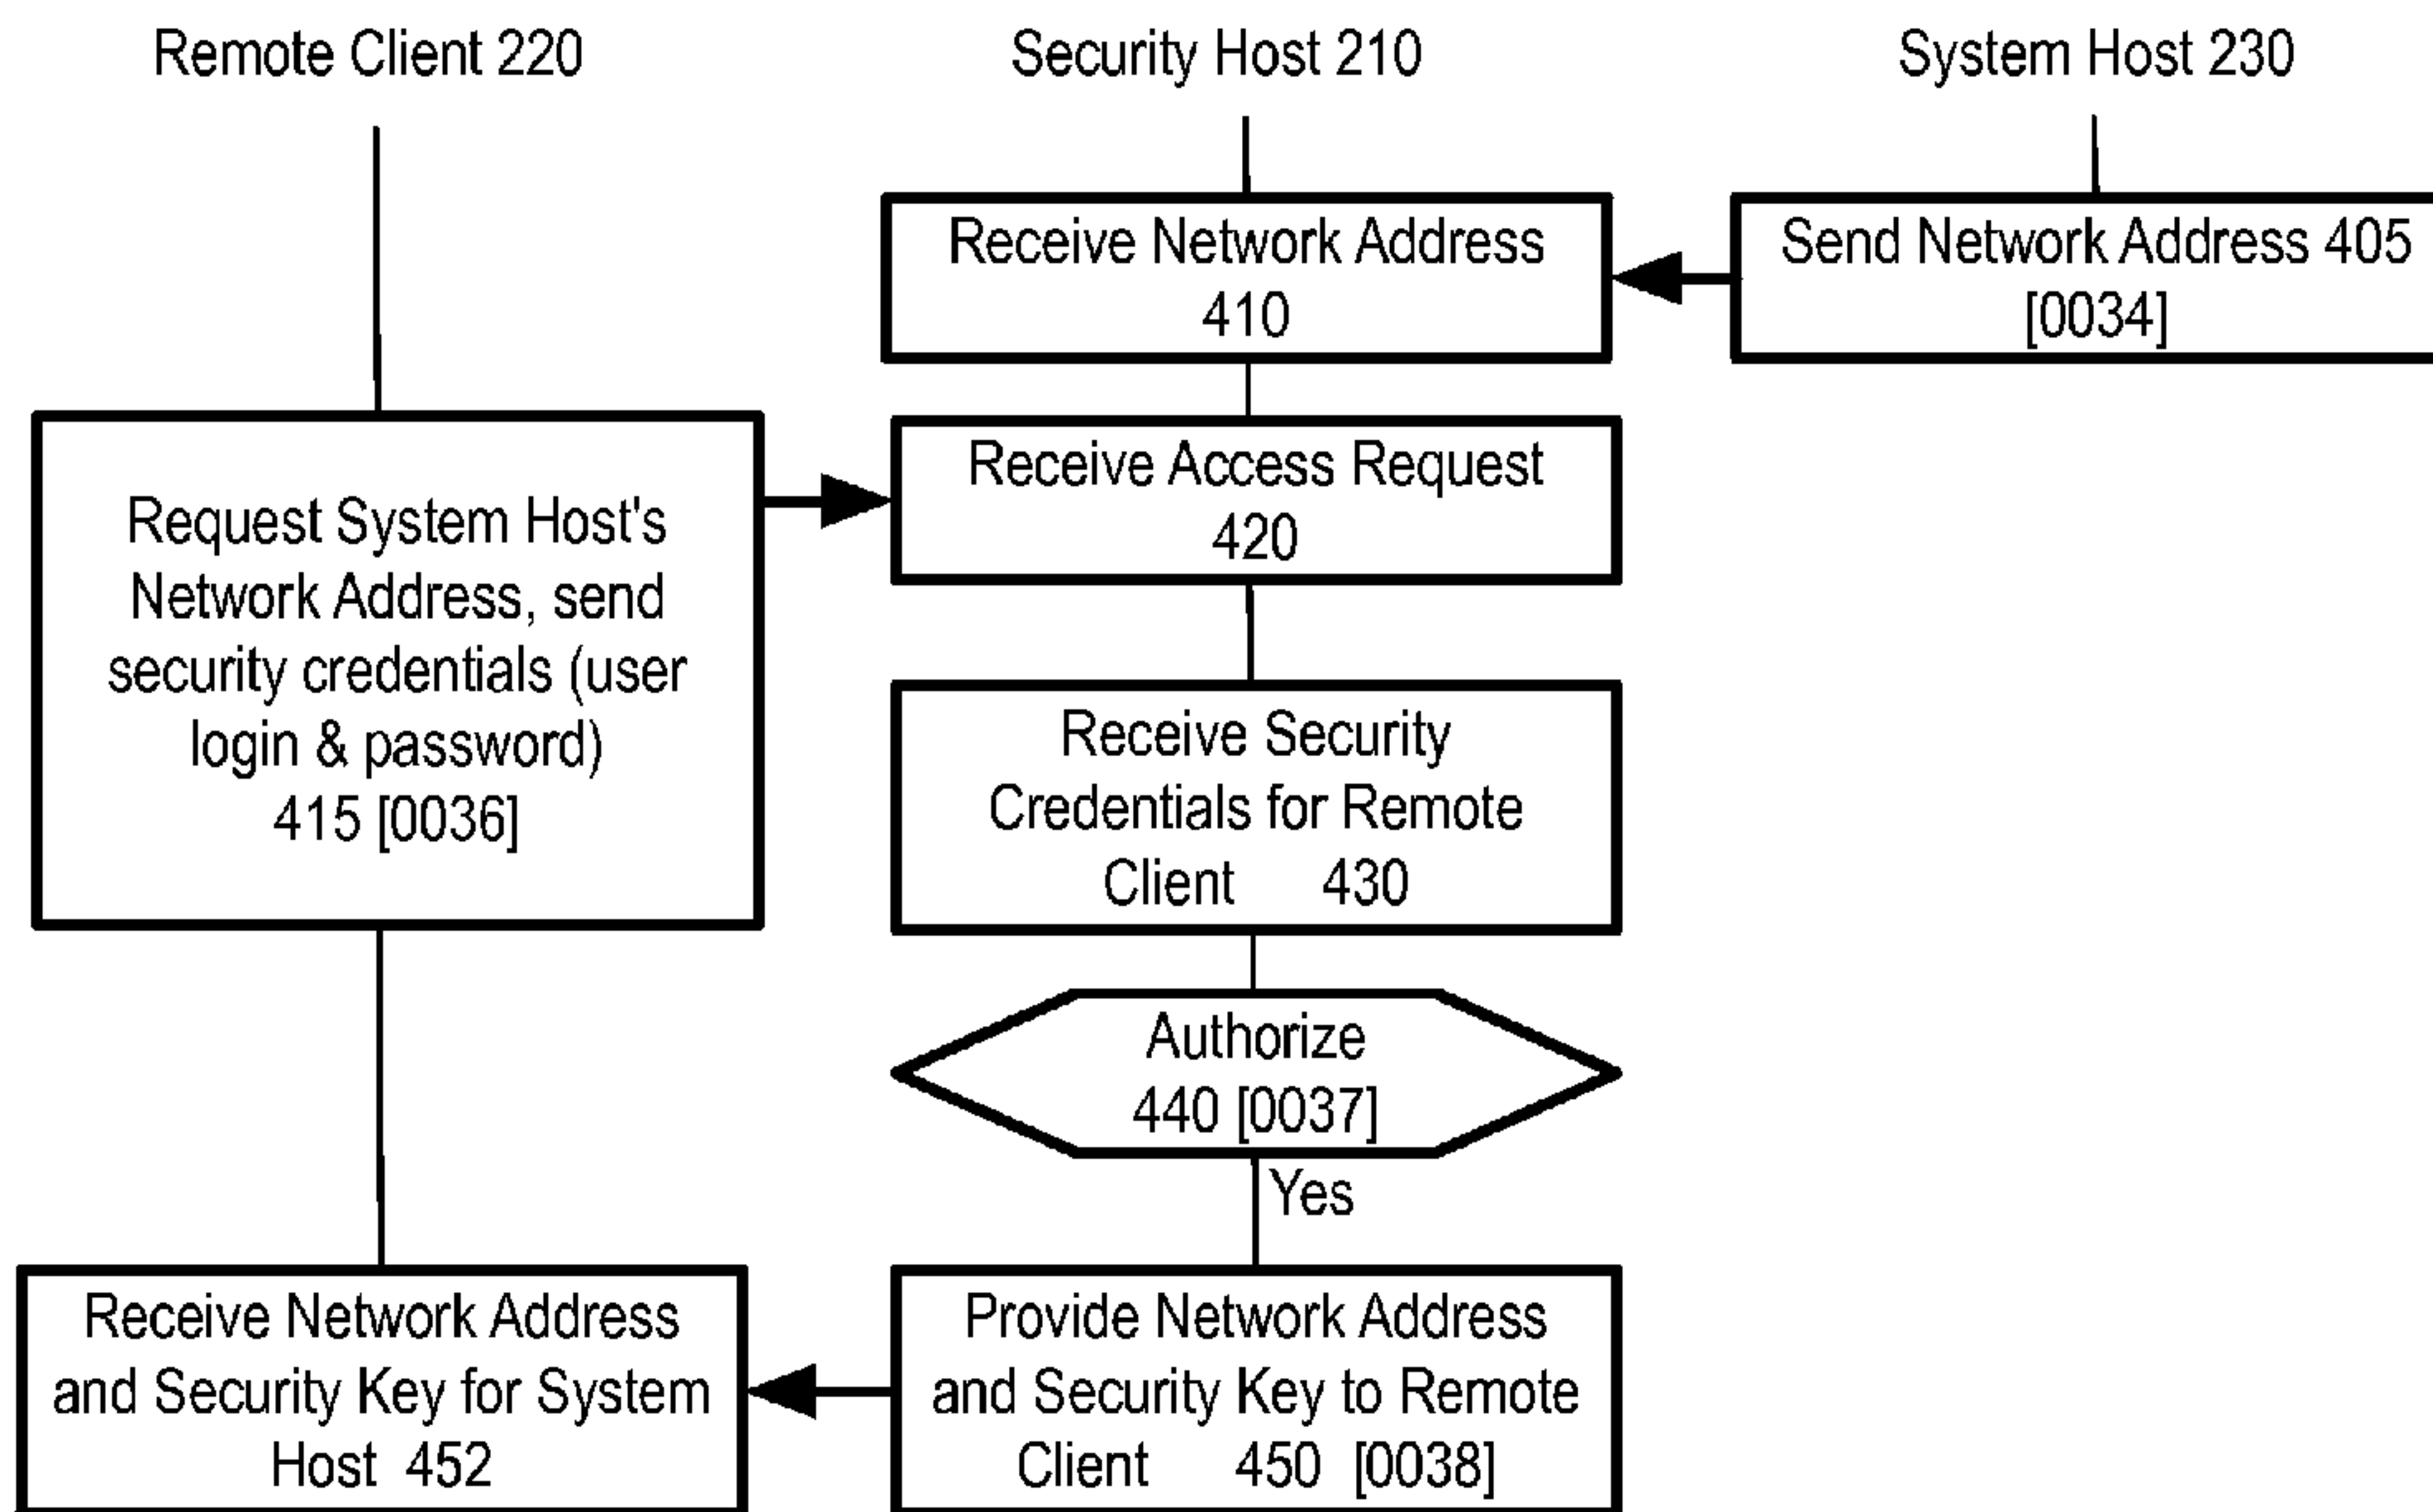 Remote Client 220
Security Host 210
System Host 230
Receive Network Address
410
Send Network Address 405
[0034]
Request System Host's
Network Address, send
security credentials (user
login & password)
415 [0036]
Receive Access Request
420
Receive Security
Credentials for Remote
Client 430
Authorize
440 [0037]
Yes
Receive Network Address
and Security Key for System
Host 452
Provide Network Address
and Security Key to Remote
Client 450 [0038]